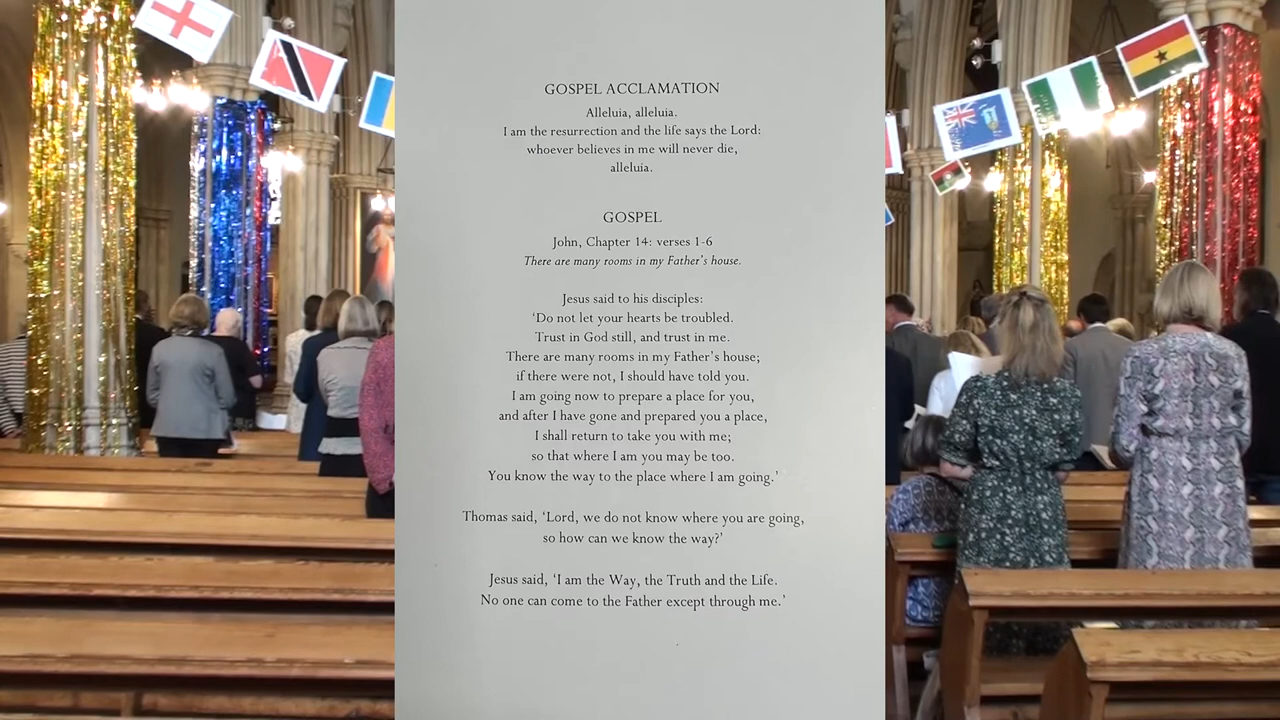 GOSPEL ACCLAMATION
Alleluia, alleluia.
I am the resurrection and the life says the Lord:
whoever believes in me will never die,
alleluia.
GOSPEL
John, Chapter 14: verses 1-6
There are many rooms in my Father's house.
Jesus said to his disciples:
‘Do not let your hearts be troubled.
Trust in God still, and trust in me.
There are many rooms in my Father's house;
if there were not, I should have told you.
I am going now to prepare a place for you,
and after I have gone and prepared you a place,
I shall return to take you with me;
so that where I am you may be too.
You know the way to the place where I am going.’
Thomas said, ‘Lord, we do not know where you are going,
so how can we know the way?’
Jesus said, ‘I am the Way, the Truth and the Life.
No one can come to the Father except through me.’